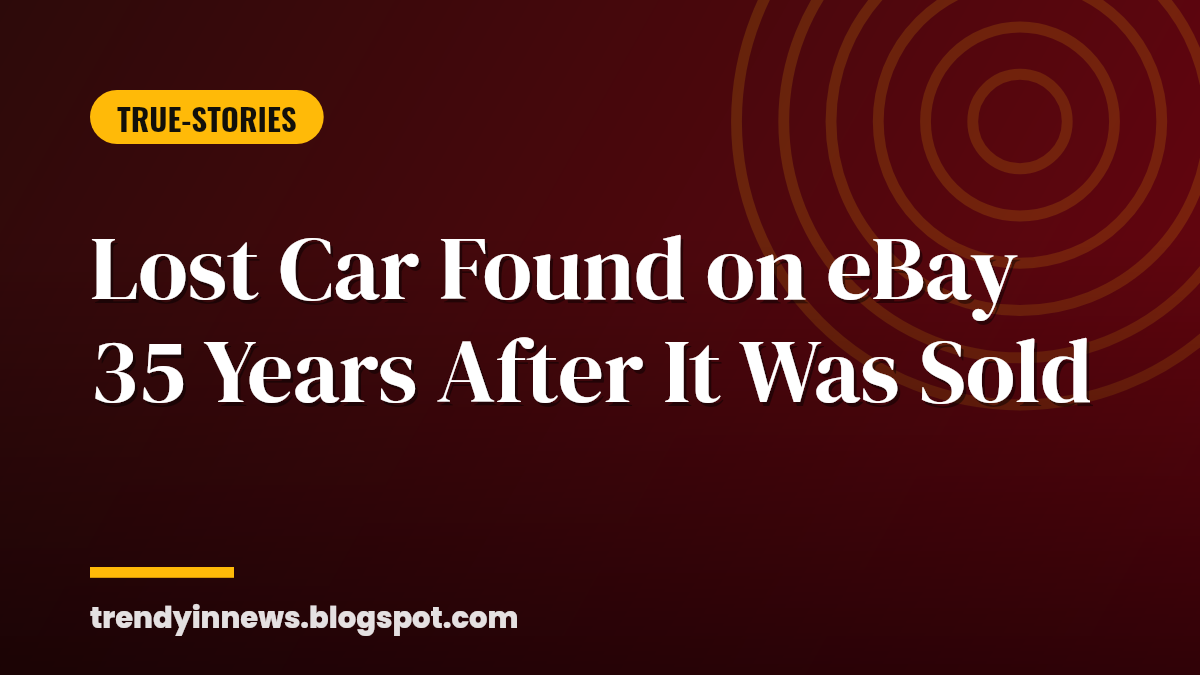 TRUE-STORIES
Lost Car Found on eBay
35 Years After It Was Sold
trendyinnews.blogspot.com